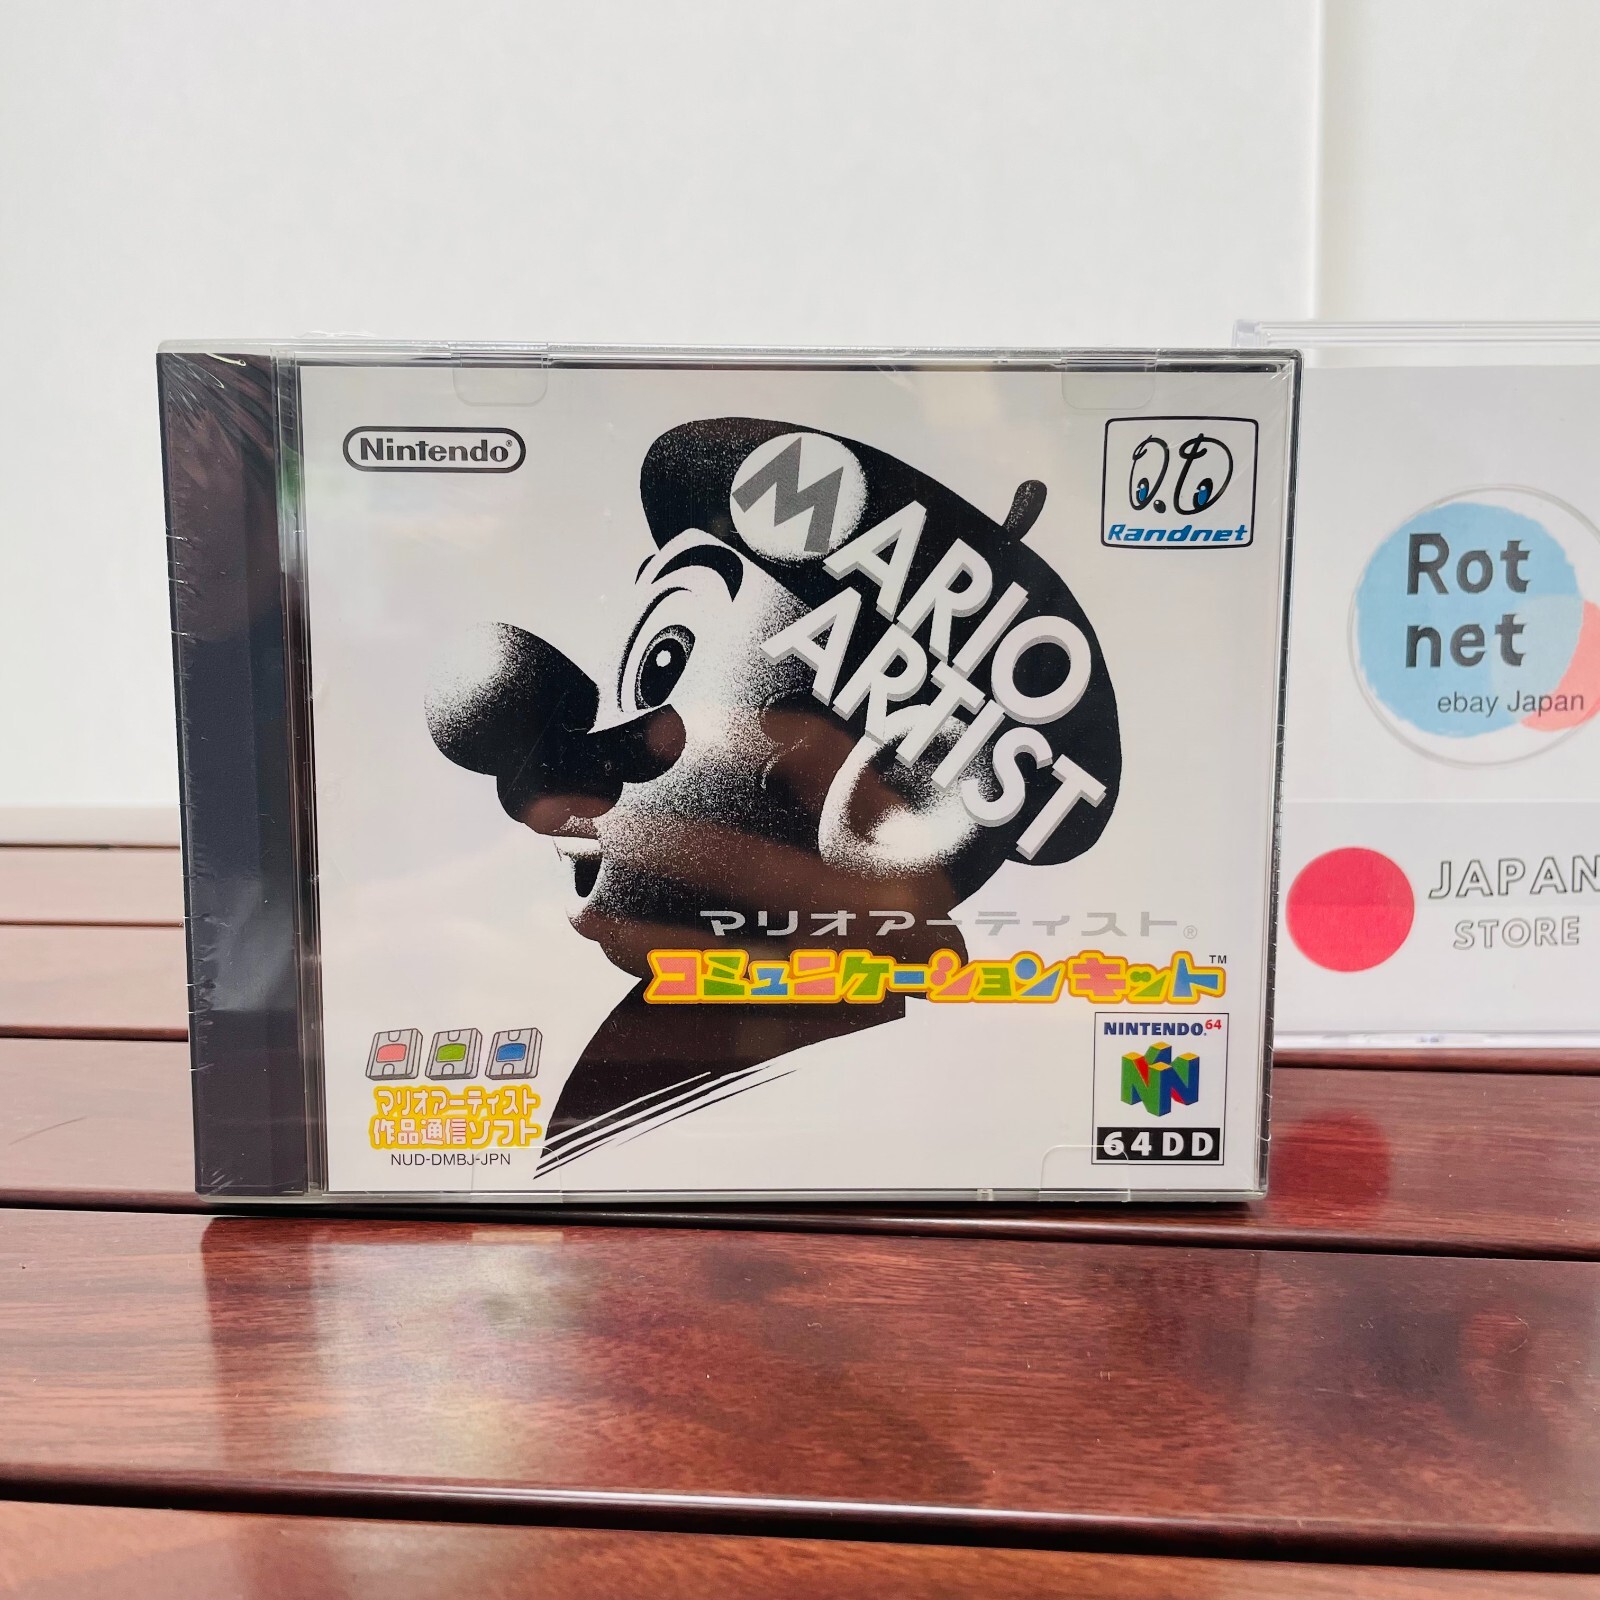 Nintendo®
Randnet
MARIO
ARTIST
マリオアーティスト®
コミュニケーションキット™
マリオアーティスト
作品通信ソフト
NUD-DMBJ-JPN
NINTENDO64
64DD
Rot
net
ebay Japan
JAPAN
STORE